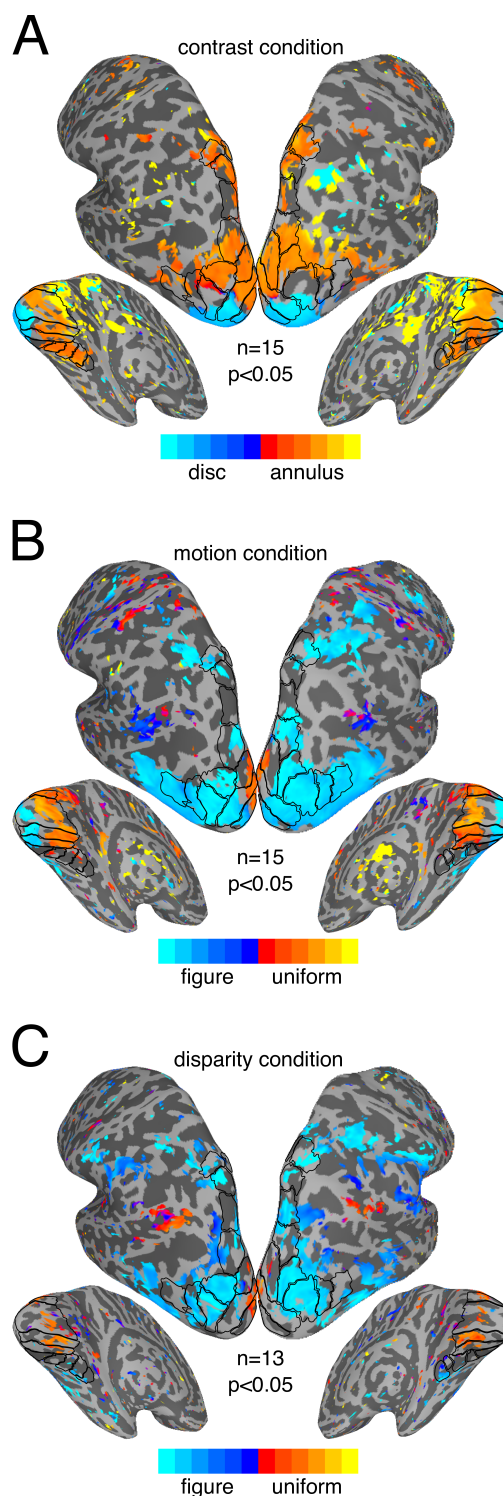 A
contrast condition
n=15
p<0.05
disc annulus
B
motion condition
n=15
p<0.05
figure uniform
C
disparity condition
n=13
p<0.05
figure uniform